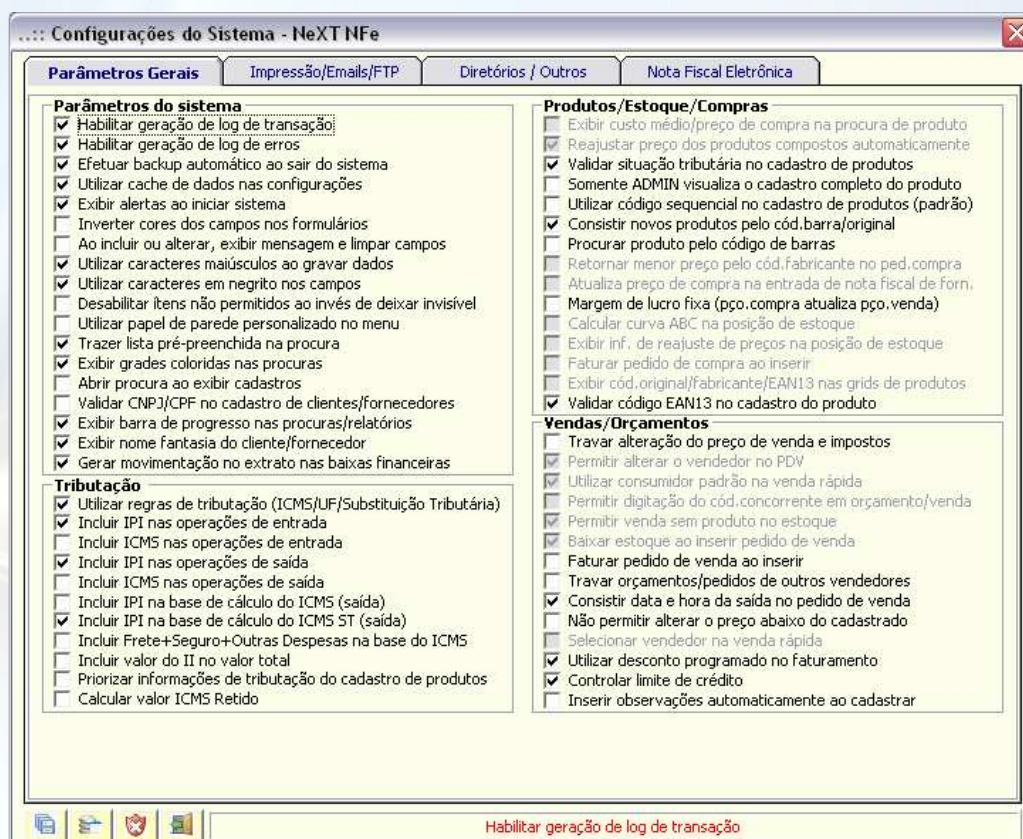 ..:: Configurações do Sistema - NeXT NFe
Parâmetros Gerais
Impressão/Emails/FTP
Diretórios / Outros
Nota Fiscal Eletrônica
Parâmetros do sistema
Habilitar geração de log de transação
Habilitar geração de log de erros
Efetuar backup automático ao sair do sistema
Utilizar cache de dados nas configurações
Exibir alertas ao iniciar sistema
Inverter cores dos campos nos formulários
Ao incluir ou alterar, exibir mensagem e limpar campos
Utilizar caracteres maiúsculos ao gravar dados
Utilizar caracteres em negrito nos campos
Desabilitar ítens não permitidos ao invés de deixar invisível
Utilizar papel de parede personalizado no menu
Trazer lista pré-preenchida na procura
Exibir grades coloridas nas procuras
Abrir procura ao exibir cadastros
Validar CNPJ/CPF no cadastro de clientes/fornecedores
Exibir barra de progresso nas procuras/relatórios
Exibir nome fantasia do cliente/fornecedor
Gerar movimentação no extrato nas baixas financeiras
Tributação
Utilizar regras de tributação (ICMS/UF/Substituição Tributária)
Incluir IPI nas operações de entrada
Incluir ICMS nas operações de entrada
Incluir IPI nas operações de saída
Incluir ICMS nas operações de saída
Incluir IPI na base de cálculo do ICMS (saída)
Incluir IPI na base de cálculo do ICMS ST (saída)
Incluir Frete+Seguro+Outras Despesas na base do ICMS
Incluir valor do II no valor total
Priorizar informações de tributação do cadastro de produtos
Calcular valor ICMS Retido
Produtos/Estoque/Compras
Exibir custo médio/preço de compra na procura de produto
Reajustar preço dos produtos compostos automaticamente
Validar situação tributária no cadastro de produtos
Somente ADMIN visualiza o cadastro completo do produto
Utilizar código sequencial no cadastro de produtos (padrão)
Consistir novos produtos pelo cód.barra/original
Procurar produto pelo código de barras
Retornar menor preço pelo cód.fabricante no ped.compra
Atualiza preço de compra na entrada de nota fiscal de forn.
Margem de lucro fixa (pço.compra atualiza pço.venda)
Calcular curva ABC na posição de estoque
Exibir inf. de reajuste de preços na posição de estoque
Faturar pedido de compra ao inserir
Exibir cód.original/fabricante/EAN13 nas grids de produtos
Validar código EAN13 no cadastro do produto
Vendas/Orçamentos
Travar alteração do preço de venda e impostos
Permitir alterar o vendedor no PDV
Utilizar consumidor padrão na venda rápida
Permitir digitação do cód.concorrente em orçamento/venda
Permitir venda sem produto no estoque
Baixar estoque ao inserir pedido de venda
Faturar pedido de venda ao inserir
Travar orçamentos/pedidos de outros vendedores
Consistir data e hora da saída no pedido de venda
Não permitir alterar o preço abaixo do cadastrado
Selecionar vendedor na venda rápida
Utilizar desconto programado no faturamento
Controlar limite de crédito
Inserir observações automaticamente ao cadastrar
Habilitar geração de log de transação